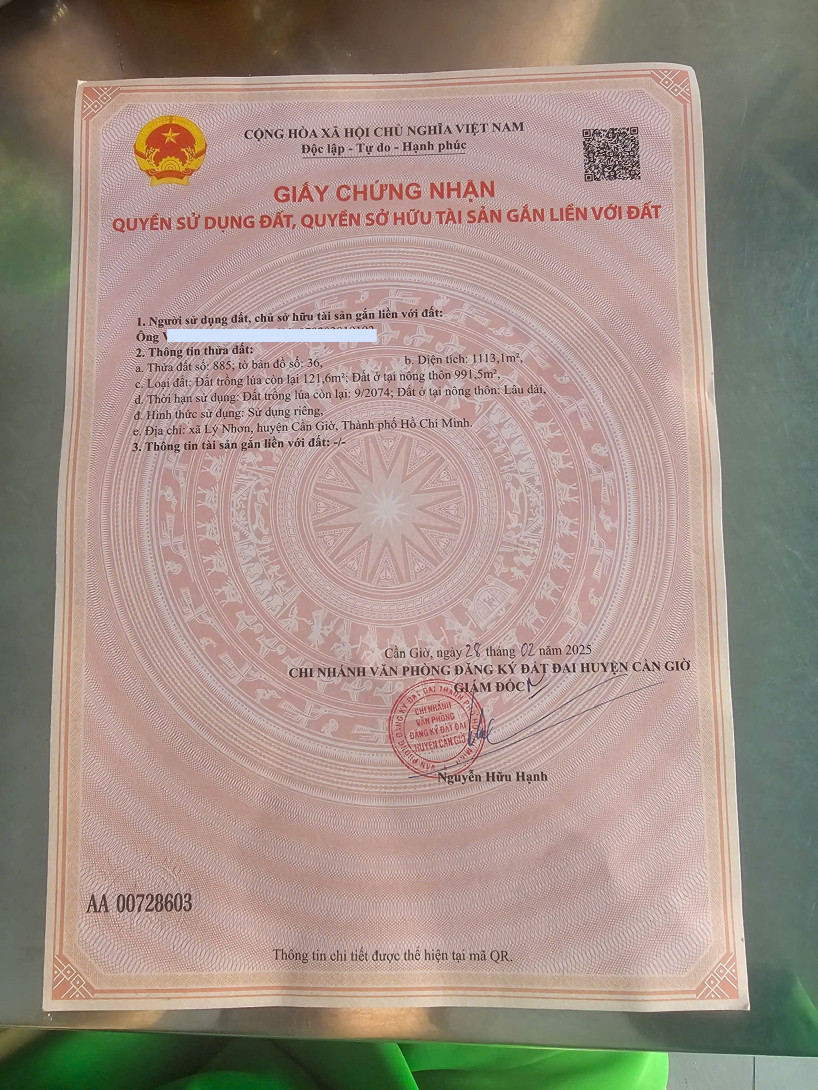 CỘNG HÒA XÃ HỘI CHỦ NGHĨA VIỆT NAM
Độc lập - Tự do - Hạnh phúc
GIẤY CHỨNG NHẬN
QUYỀN SỬ DỤNG ĐẤT, QUYỀN SỞ HỮU TÀI SẢN GẮN LIỀN VỚI ĐẤT
1. Người sử dụng đất, chủ sở hữu tài sản gắn liền với đất:
Ông
2. Thông tin thửa đất:
a. Thửa đất số: 885; tờ bản đồ số: 36, b. Diện tích: 1113,1m²,
c. Loại đất: Đất trồng lúa còn lại 121,6m²; Đất ở tại nông thôn 991,5m²,
d. Thời hạn sử dụng: Đất trồng lúa còn lại: 9/2074; Đất ở tại nông thôn: Lâu dài,
đ. Hình thức sử dụng: Sử dụng riêng,
e. Địa chỉ: xã Lý Nhơn, huyện Cần Giờ, Thành phố Hồ Chí Minh.
3. Thông tin tài sản gắn liền với đất: -/-
Cần Giờ, ngày 28 tháng 02 năm 2025
CHI NHÁNH VĂN PHÒNG ĐĂNG KÝ ĐẤT ĐAI HUYỆN CẦN GIỜ
GIÁM ĐỐC
CHI NHÁNH
VĂN PHÒNG
ĐĂNG KÝ ĐẤT ĐAI
HUYỆN CẦN GIỜ
Nguyễn Hữu Hạnh
AA 00728603
Thông tin chi tiết được thể hiện tại mã QR.